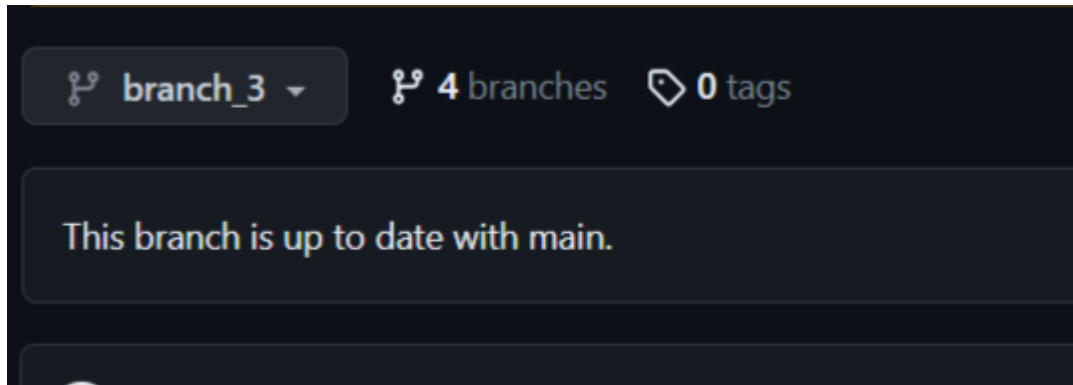 branch_3 4 branches 0 tags
This branch is up to date with main.